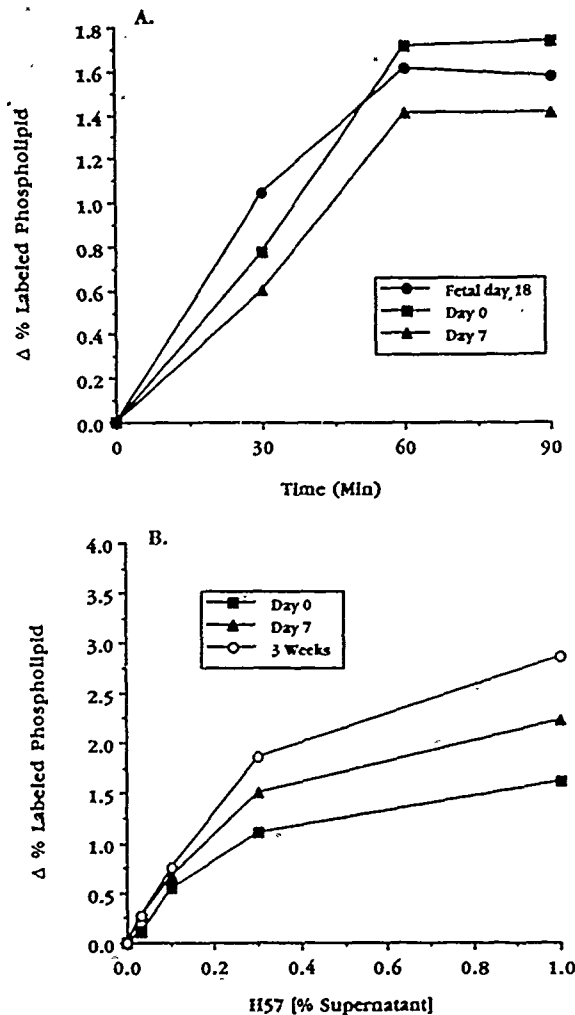 A.
1.8
1.6
1.4
1.2
1.0
0.8
0.6
0.4
0.2
0.0
Δ % Labeled Phospholipid
Fetal day 18
Day 0
Day 7
0 30 60 90
Time (Min)
B.
4.0
3.5
3.0
2.5
2.0
1.5
1.0
0.5
0.0
Δ % Labeled Phospholipid
Day 0
Day 7
3 Weeks
0.0 0.2 0.4 0.6 0.8 1.0
H57 [% Supernatant]